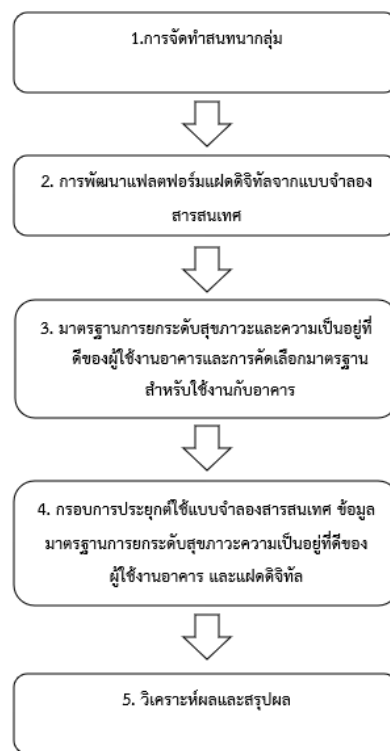 1.การจัดทำสนทนากลุ่ม
2. การพัฒนาแฟลตฟอร์มแฝดดิจิทัลจากแบบจำลอง
สารสนเทศ
3. มาตรฐานการยกระดับสุขภาวะและความเป็นอยู่ที่
ดีของผู้ใช้งานอาคารและการคัดเลือกมาตรฐาน
สำหรับใช้งานกับอาคาร
4. กรอบการประยุกต์ใช้แบบจำลองสารสนเทศ ข้อมูล
มาตรฐานการยกระดับสุขภาวะความเป็นอยู่ที่ดีของ
ผู้ใช้งานอาคาร และแฝดดิจิทัล
5. วิเคราะห์ผลและสรุปผล